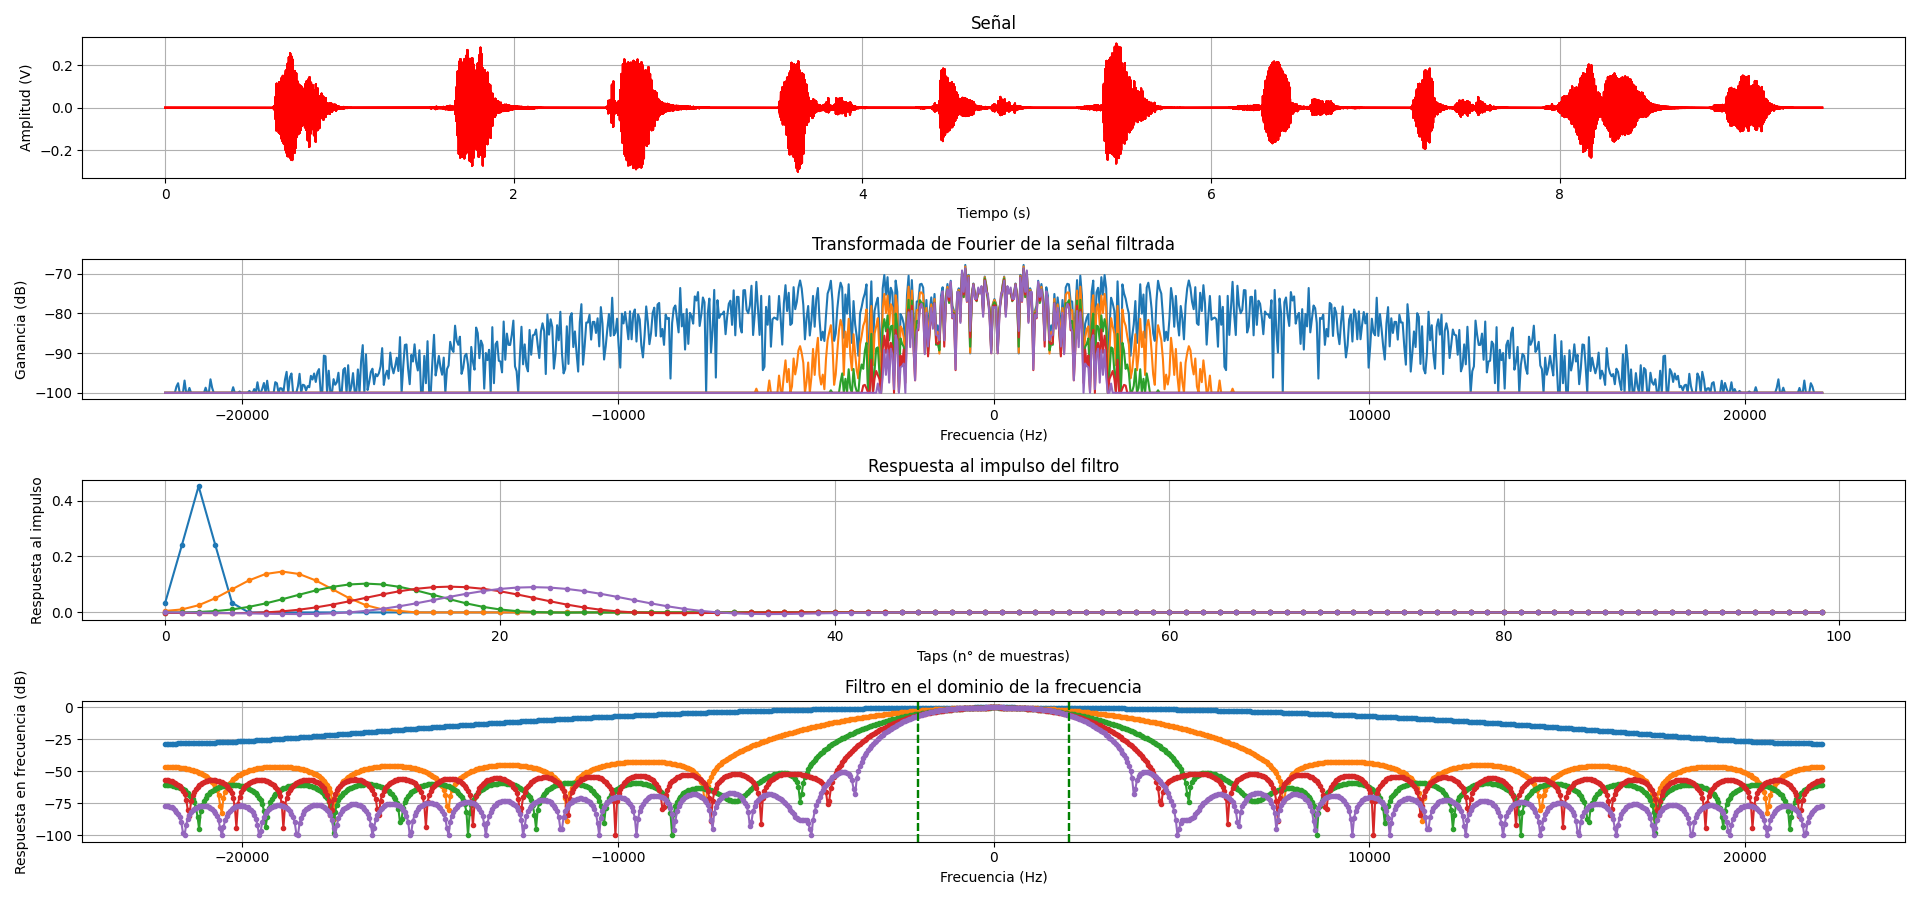 Señal
0.2
0.0
−0.2
Amplitud (V)
0 2 4 6 8
Tiempo (s)
Transformada de Fourier de la señal filtrada
−70
−80
−90
−100
Ganancia (dB)
−20000 −10000 0 10000 20000
Frecuencia (Hz)
Respuesta al impulso del filtro
0.4
0.2
0.0
Respuesta al impulso
0 20 40 60 80 100
Taps (n° de muestras)
Filtro en el dominio de la frecuencia
0
−25
−50
−75
−100
Respuesta en frecuencia (dB)
−20000 −10000 0 10000 20000
Frecuencia (Hz)